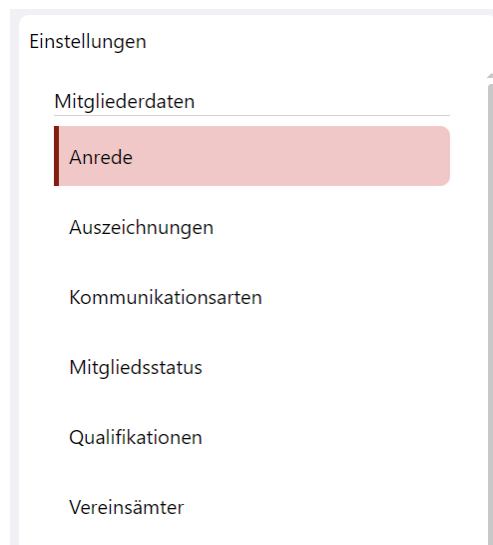 Einstellungen
Mitgliederdaten
Anrede
Auszeichnungen
Kommunikationsarten
Mitgliedsstatus
Qualifikationen
Vereinsämter